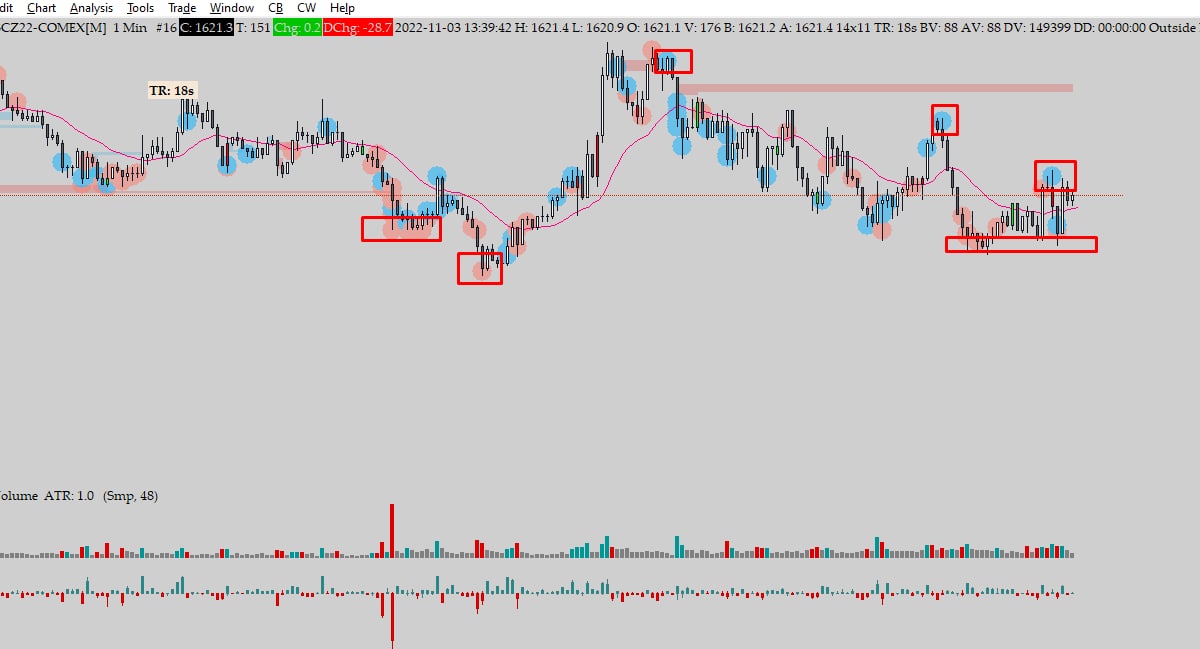 dit Chart Analysis Tools Trade Window CB CW Help
CZ22-COMEX[M] 1 Min #16 C: 1621.3 T: 151 Chg: 0.2 DChg: -28.7 2022-11-03 13:39:42 H: 1621.4 L: 1620.9 O: 1621.1 V: 176 B: 1621.2 A: 1621.4 14x11 TR: 18s BV: 88 AV: 88 DV: 149399 DD: 00:00:00 Outside
TR: 18s
olume ATR: 1.0 (Smp, 48)